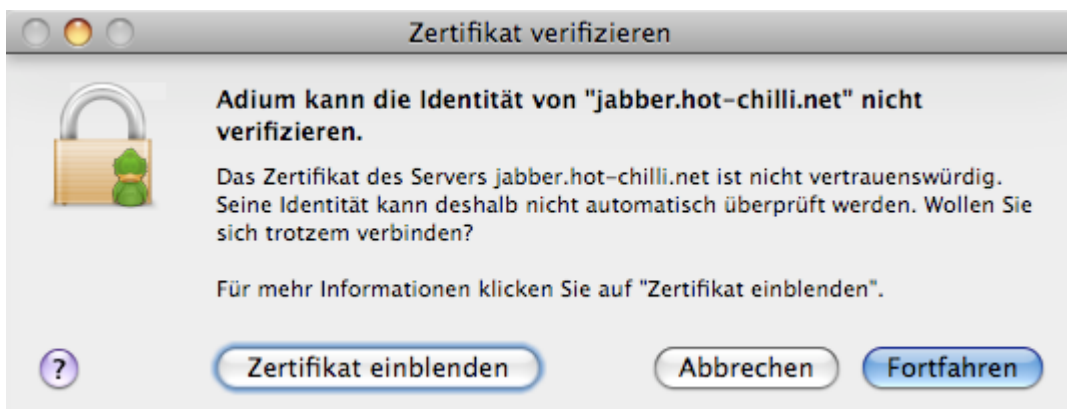 Zertifikat verifizieren
Adium kann die Identität von "jabber.hot-chilli.net" nicht
verifizieren.
Das Zertifikat des Servers jabber.hot-chilli.net ist nicht vertrauenswürdig.
Seine Identität kann deshalb nicht automatisch überprüft werden. Wollen Sie
sich trotzem verbinden?
Für mehr Informationen klicken Sie auf "Zertifikat einblenden".
? Zertifikat einblenden Abbrechen Fortfahren